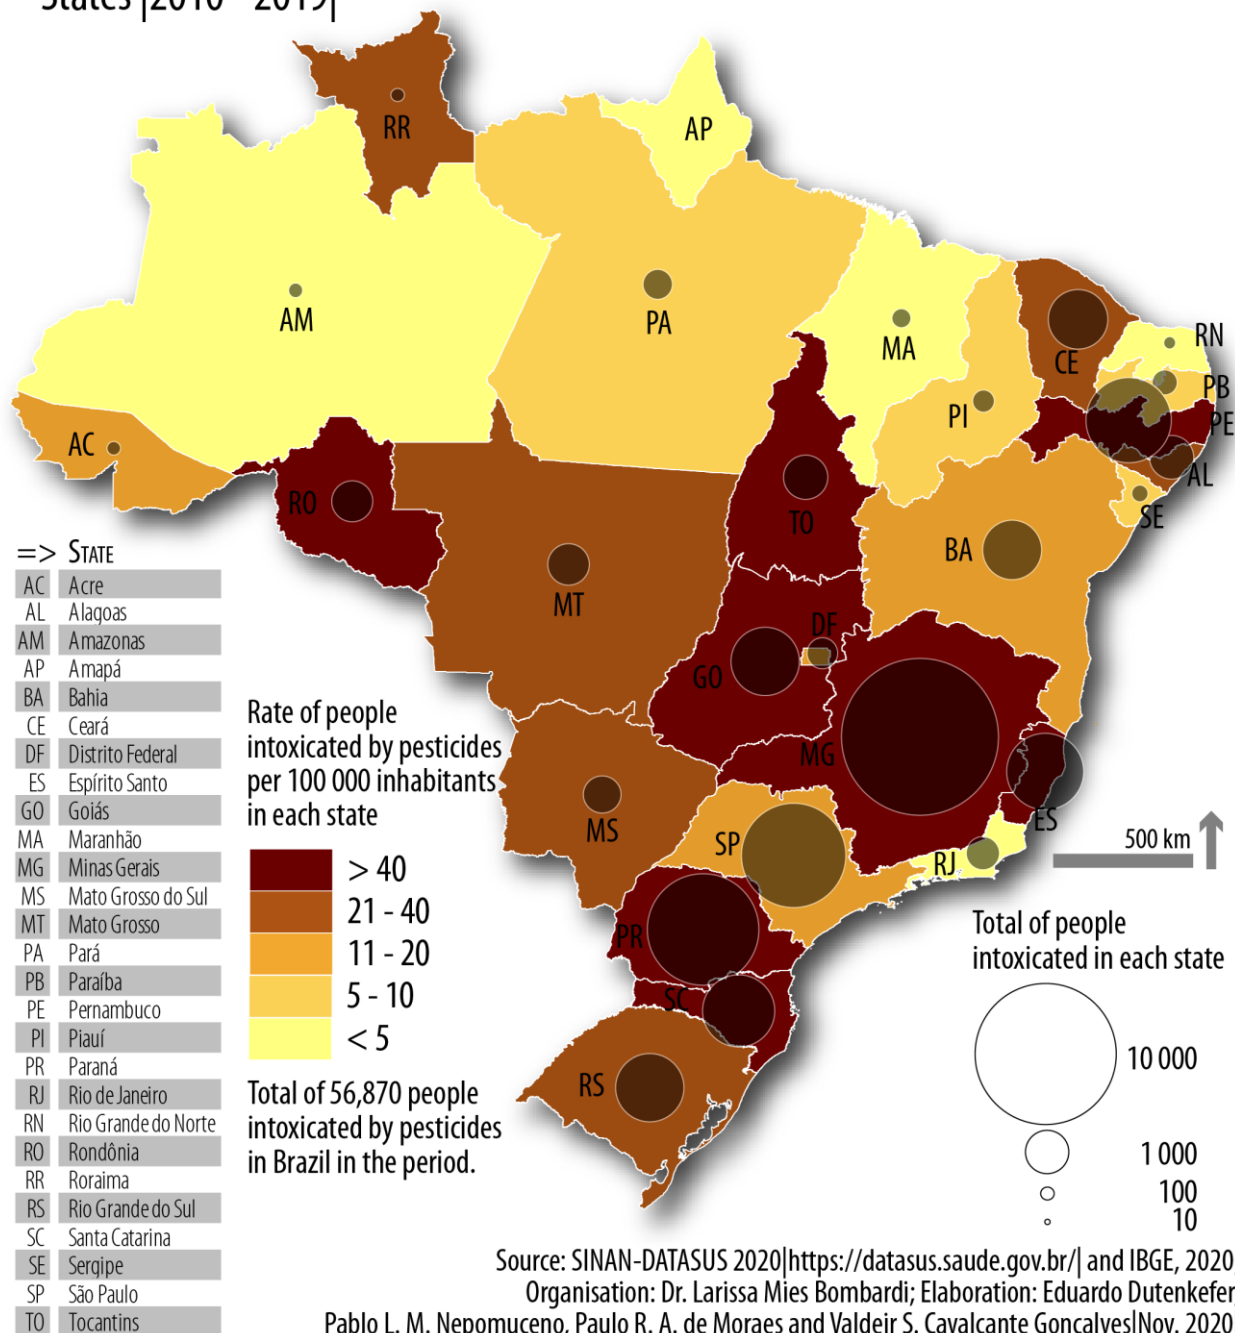 States |2010 - 2019|
RR
AP
AM
PA
MA
CE
RN
PB
PI
PE
AC
AL
RO
TO
SE
BA
MT
DF
GO
MG
MS
ES
SP
RJ
PR
SC
RS
=> STATE
AC Acre
AL Alagoas
AM Amazonas
AP Amapá
BA Bahia
CE Ceará
DF Distrito Federal
ES Espírito Santo
GO Goiás
MA Maranhão
MG Minas Gerais
MS Mato Grosso do Sul
MT Mato Grosso
PA Pará
PB Paraíba
PE Pernambuco
PI Piauí
PR Paraná
RJ Rio de Janeiro
RN Rio Grande do Norte
RO Rondônia
RR Roraima
RS Rio Grande do Sul
SC Santa Catarina
SE Sergipe
SP São Paulo
TO Tocantins
Rate of people
intoxicated by pesticides
per 100 000 inhabitants
in each state
> 40
21 - 40
11 - 20
5 - 10
< 5
Total of 56,870 people
intoxicated by pesticides
in Brazil in the period.
500 km
Total of people
intoxicated in each state
10 000
1 000
100
10
Source: SINAN-DATASUS 2020|https://datasus.saude.gov.br/| and IBGE, 2020,
Organisation: Dr. Larissa Mies Bombardi; Elaboration: Eduardo Dutenkefer,
Pablo L. M. Nepomuceno, Paulo R. A. de Moraes and Valdeir S. Cavalcante Gonçalves|Nov. 2020